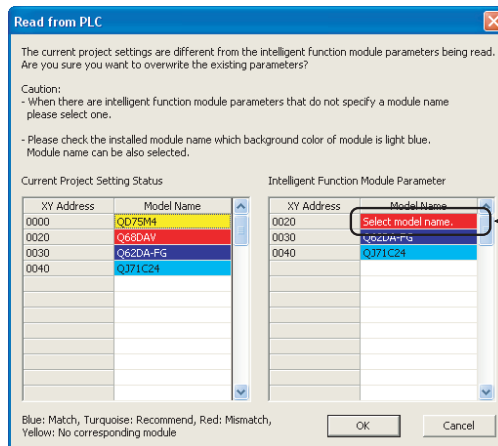 Read from PLC
The current project settings are different from the intelligent function module parameters being read.
Are you sure you want to overwrite the existing parameters?
Caution:
- When there are intelligent function module parameters that do not specify a module name
please select one.
- Please check the installed module name which background color of module is light blue.
Module name can be also selected.
Current Project Setting Status
XY Address Model Name
0000 QD75M4
0020 Q68DAV
0030 Q62DA-FG
0040 QJ71C24
Intelligent Function Module Parameter
XY Address Model Name
0020 Select model name.
0030 Q62DA-FG
0040 QJ71C24
Blue: Match, Turquoise: Recommend, Red: Mismatch,
Yellow: No corresponding module
OK Cancel